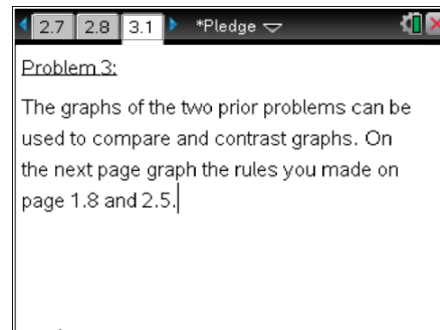 2.7 2.8 3.1 *Pledge
Problem 3:
The graphs of the two prior problems can be
used to compare and contrast graphs. On
the next page graph the rules you made on
page 1.8 and 2.5.